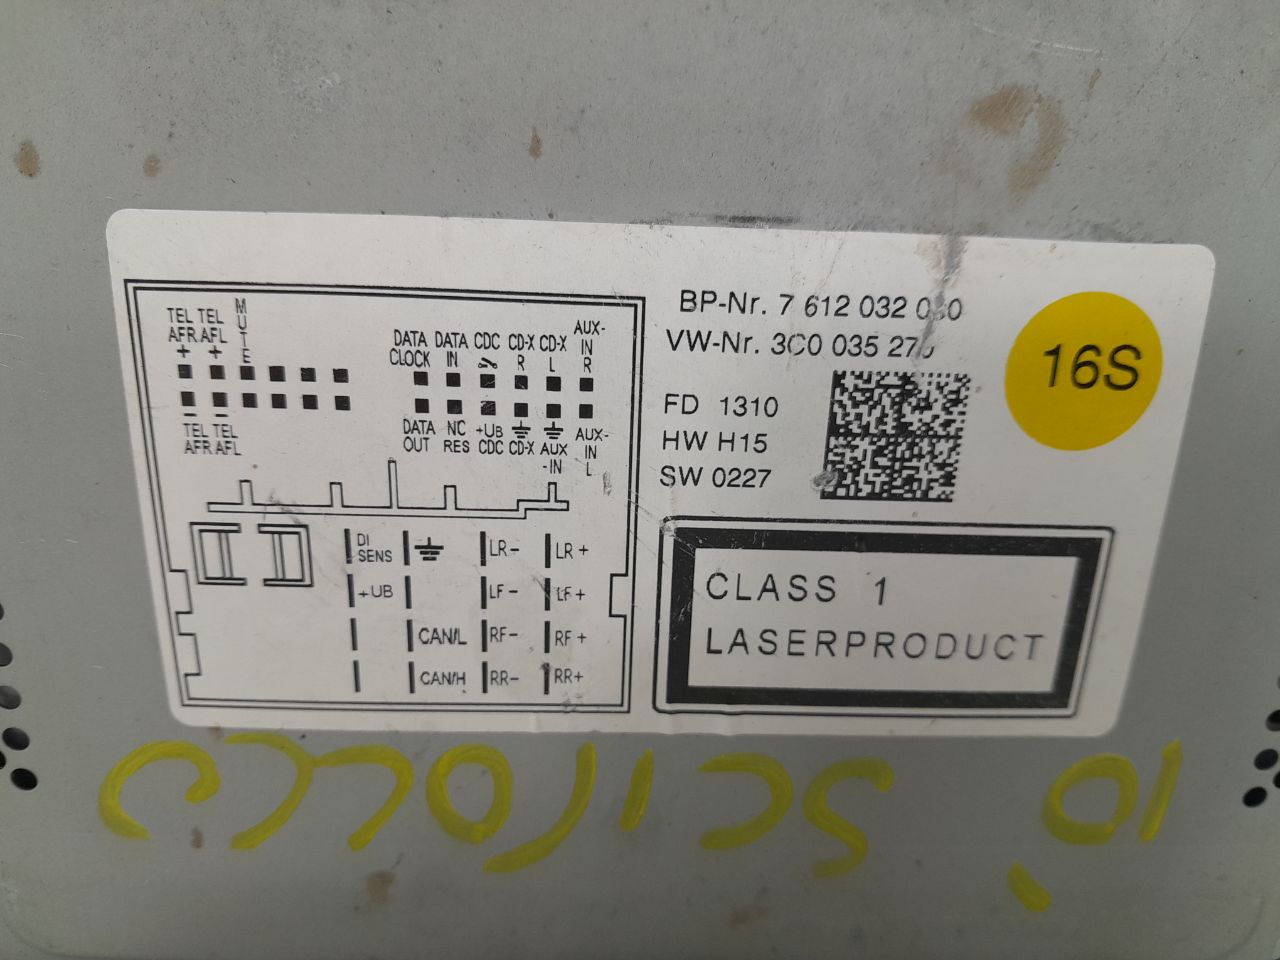 TEL TEL
AFR AFL
+ +
MUTE
DATA DATA CDC CD-X CD-X AUX-
CLOCK IN R L IN
R
TEL TEL
AFR AFL
DATA NC +UB AUX-
OUT RES CDC CD-X AUX IN
-IN L
DI
SENS LR- LR+
+UB LF- LF+
CAN/L RF- RF+
CAN/H RR- RR+
BP-Nr. 7 612 032
VW-Nr. 3C0 035
FD 1310
HW H15
SW 0227
16S
CLASS 1
LASERPRODUCT
10'